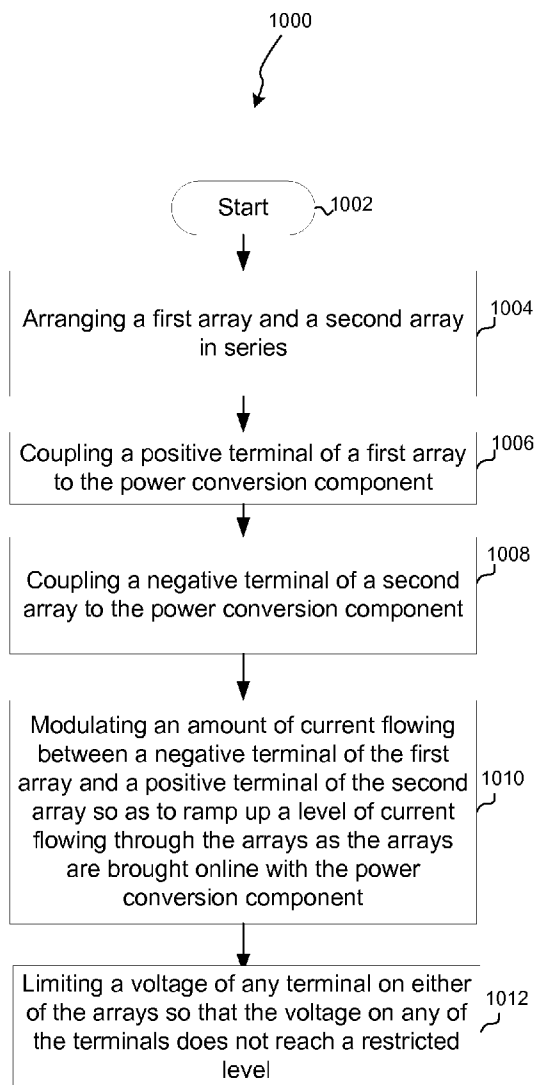 1000
Start
1002
Arranging a first array and a second array
in series
1004
Coupling a positive terminal of a first array
to the power conversion component
1006
Coupling a negative terminal of a second
array to the power conversion component
1008
Modulating an amount of current flowing
between a negative terminal of the first
array and a positive terminal of the second
array so as to ramp up a level of current
flowing through the arrays as the arrays
are brought online with the power
conversion component
1010
Limiting a voltage of any terminal on either
of the arrays so that the voltage on any of
the terminals does not reach a restricted
level
1012